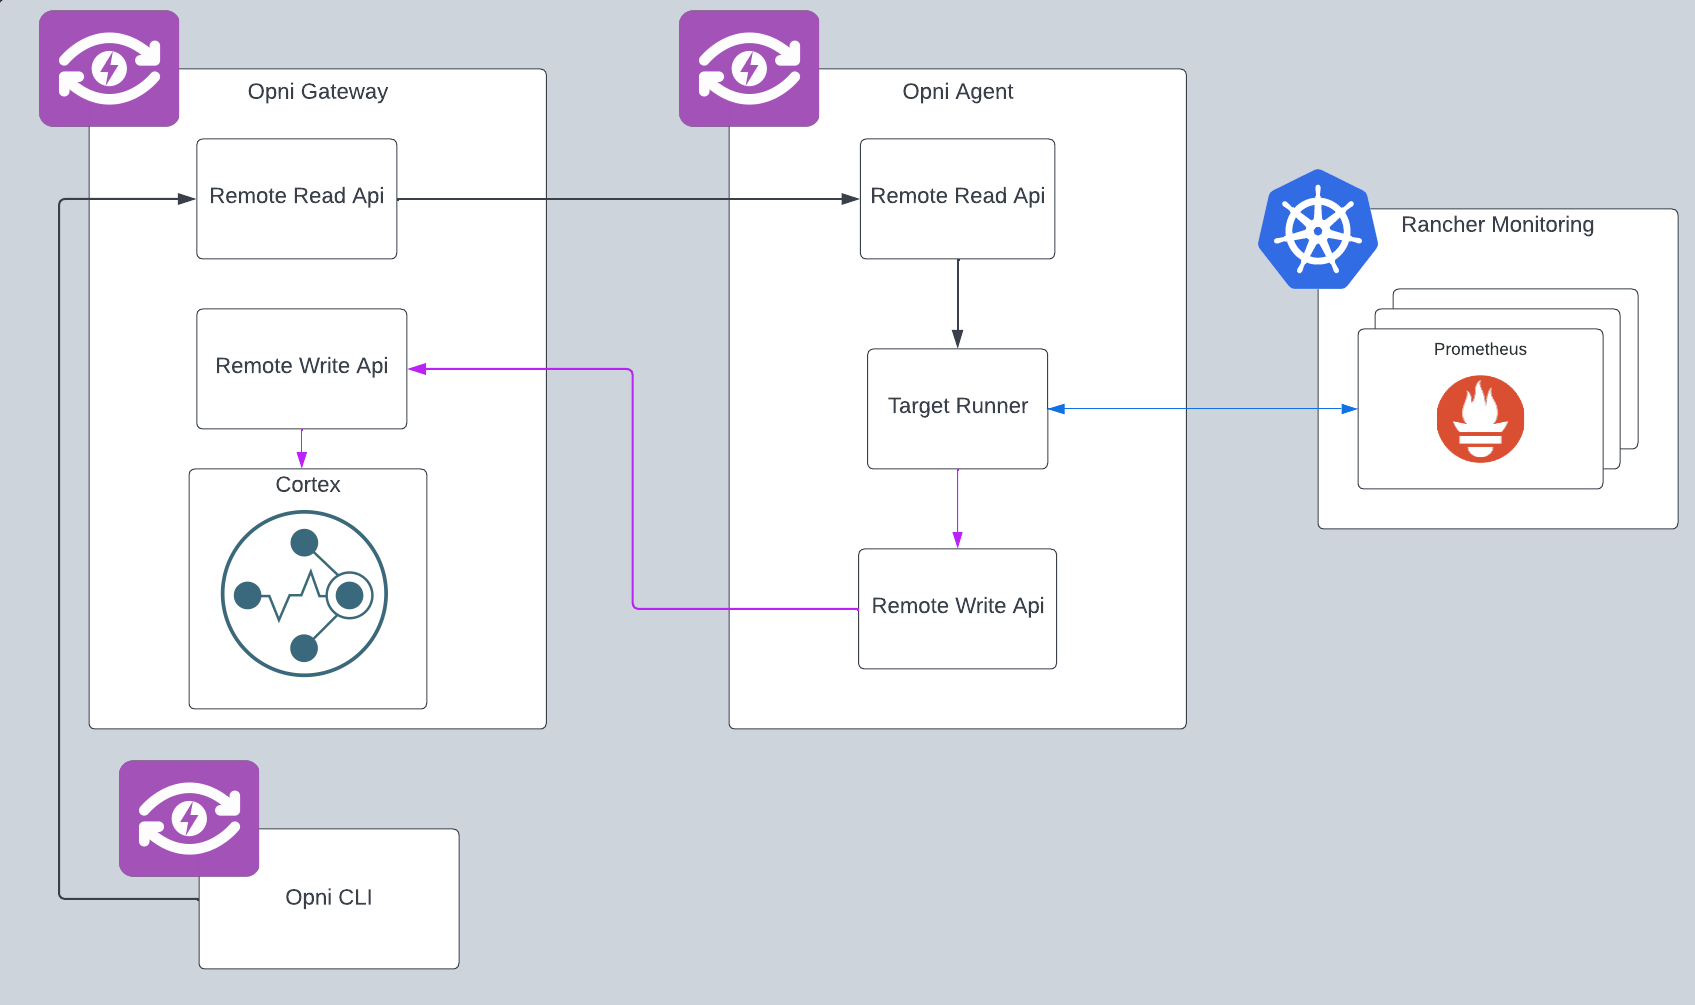 Opni Gateway
Remote Read Api
Remote Write Api
Cortex
Opni Agent
Remote Read Api
Target Runner
Remote Write Api
Rancher Monitoring
Prometheus
Opni CLI